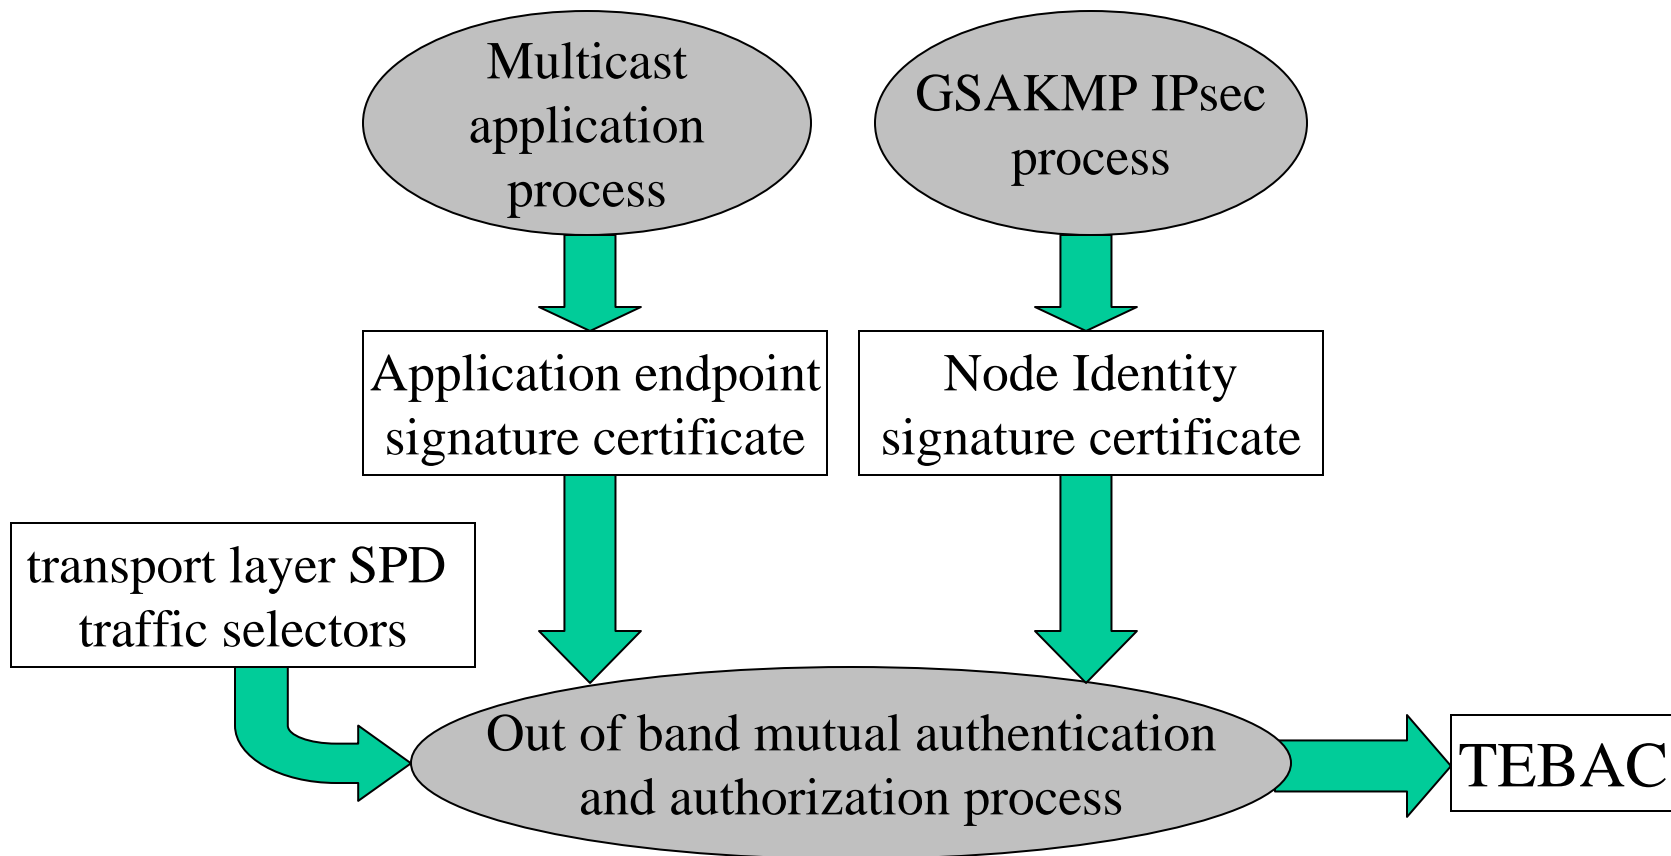 Multicast
application
process
GSAKMP IPsec
process
Application endpoint
signature certificate
Node Identity
signature certificate
transport layer SPD
traffic selectors
Out of band mutual authentication
and authorization process
TEBAC